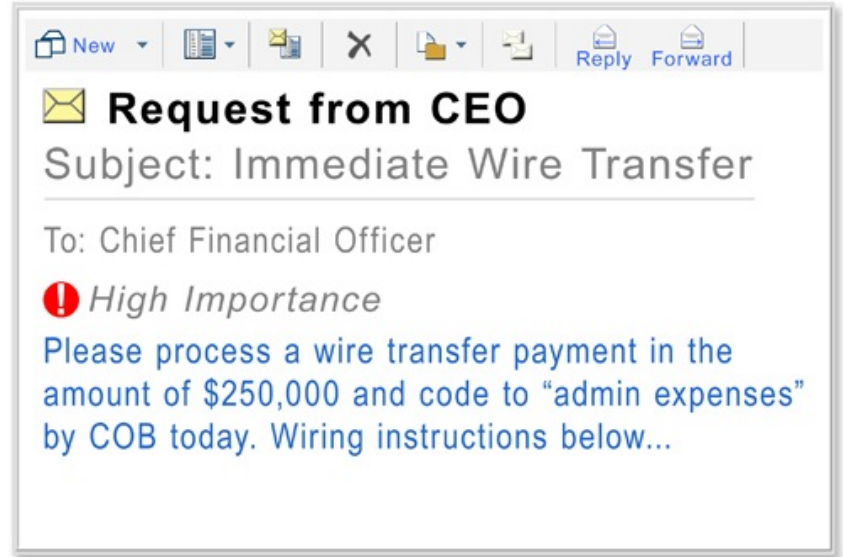 New
Reply Forward
Request from CEO
Subject: Immediate Wire Transfer
To: Chief Financial Officer
! High Importance
Please process a wire transfer payment in the
amount of $250,000 and code to “admin expenses”
by COB today. Wiring instructions below...